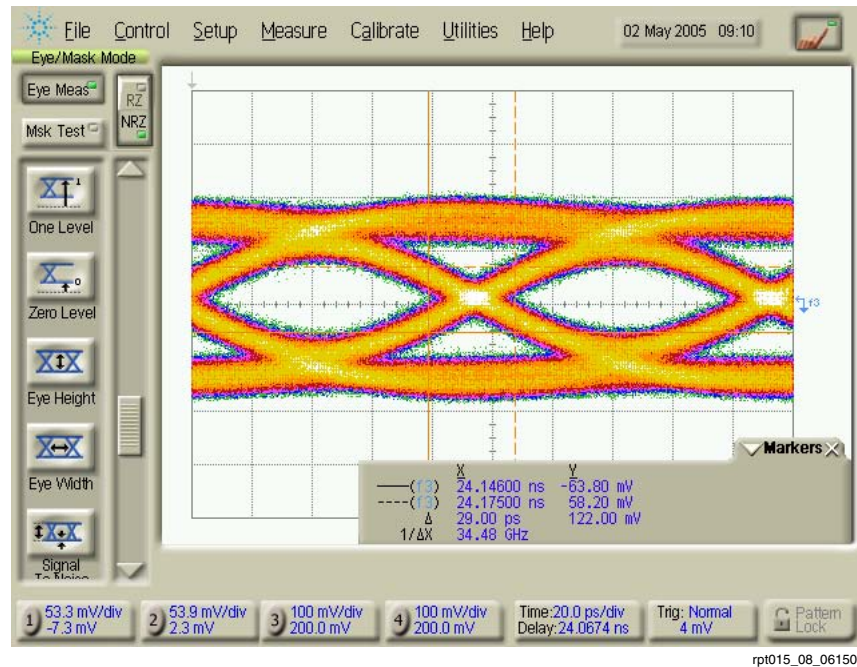 File Control Setup Measure Calibrate Utilities Help 02 May 2005 09:10
Eye/Mask Mode
Eye Meas
RZ
NRZ
Msk Test
One Level
Zero Level
Eye Height
Eye Width
Signal
To Noise
f3
Markers
X Y
(f3) 24.14600 ns -63.80 mV
(f3) 24.17500 ns 58.20 mV
Δ 29.00 ps 122.00 mV
1/ΔX 34.48 GHz
1 53.3 mV/div
-7.3 mV
2 53.9 mV/div
2.3 mV
3 100 mV/div
200.0 mV
4 100 mV/div
200.0 mV
Time:20.0 ps/div
Delay:24.0674 ns
Trig: Normal
4 mV
Pattern
Lock
rpt015_08_06150